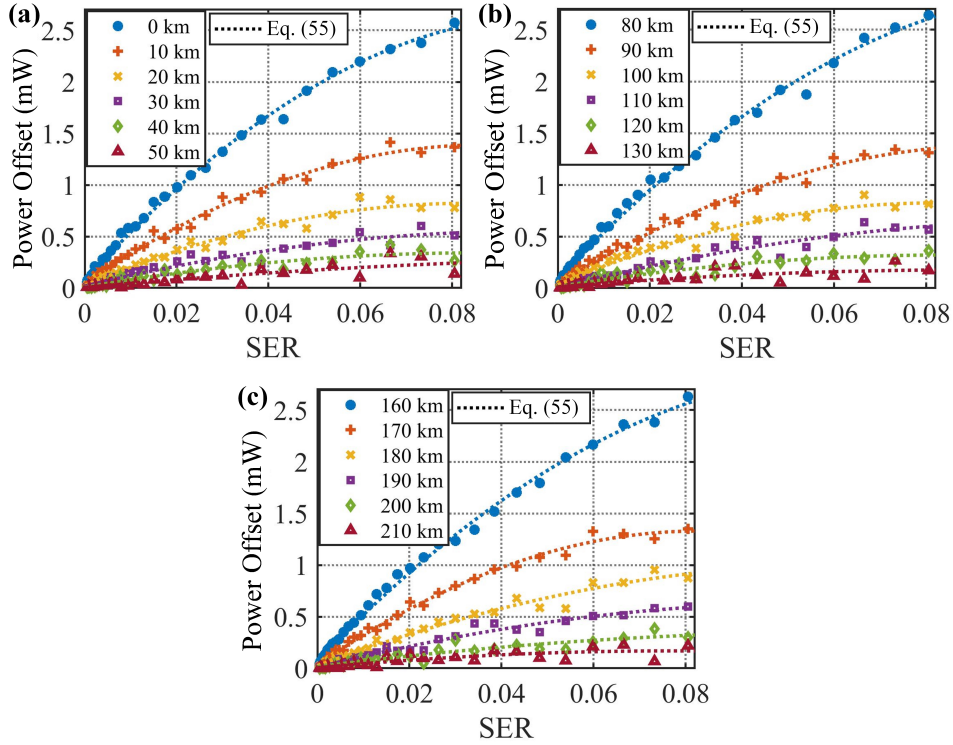 (a)
0 km
10 km
20 km
30 km
40 km
50 km
Eq. (55)
Power Offset (mW)
2.5
2
1.5
1
0.5
0
0 0.02 0.04 0.06 0.08
SER
(b)
80 km
90 km
100 km
110 km
120 km
130 km
Eq. (55)
Power Offset (mW)
2.5
2
1.5
1
0.5
0
0 0.02 0.04 0.06 0.08
SER
(c)
160 km
170 km
180 km
190 km
200 km
210 km
Eq. (55)
Power Offset (mW)
2.5
2
1.5
1
0.5
0
0 0.02 0.04 0.06 0.08
SER